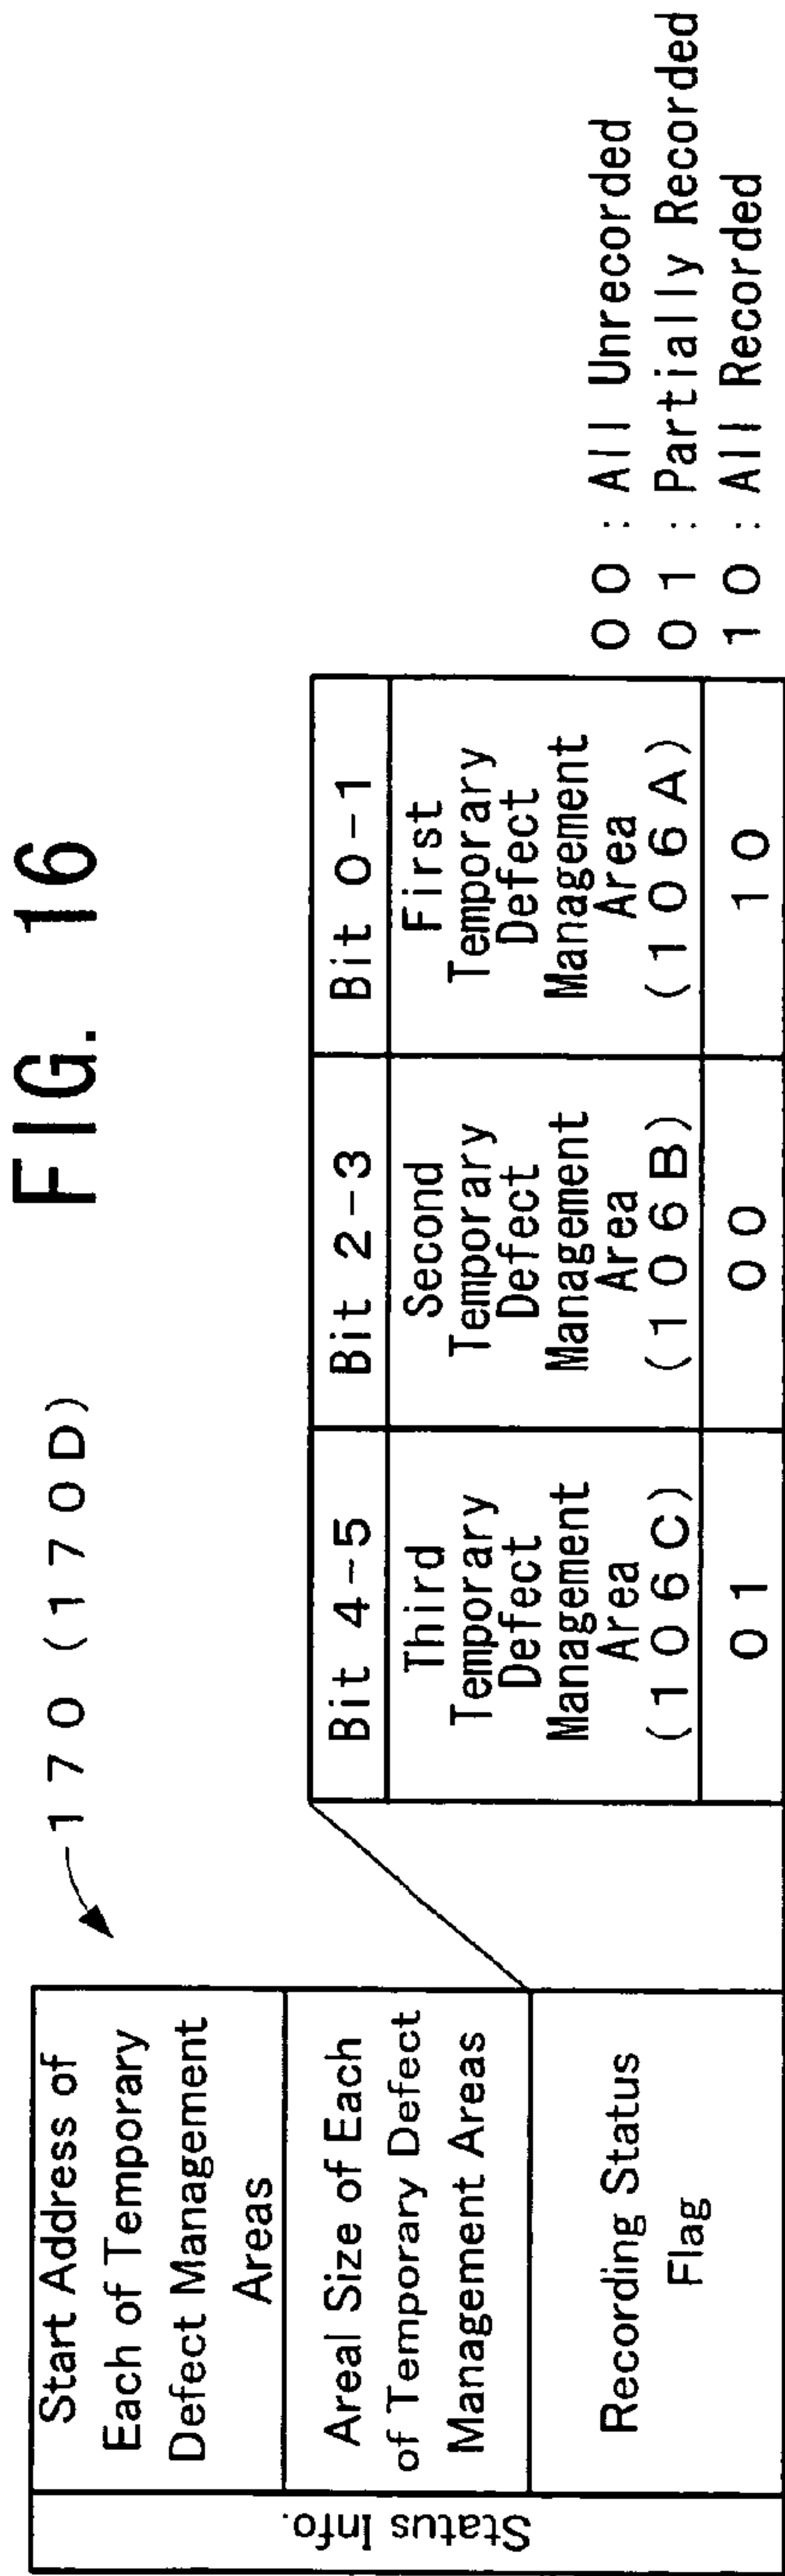 FIG. 16
170 (170D)
Status Info.
Start Address of
Each of Temporary
Defect Management
Areas
Areal Size of Each
of Temporary Defect
Management Areas
Recording Status
Flag
Bit 4-5
Bit 2-3
Bit 0-1
Third
Temporary
Defect
Management
Area
(106C)
Second
Temporary
Defect
Management
Area
(106B)
First
Temporary
Defect
Management
Area
(106A)
01
00
10
00 : All Unrecorded
01 : Partially Recorded
10 : All Recorded